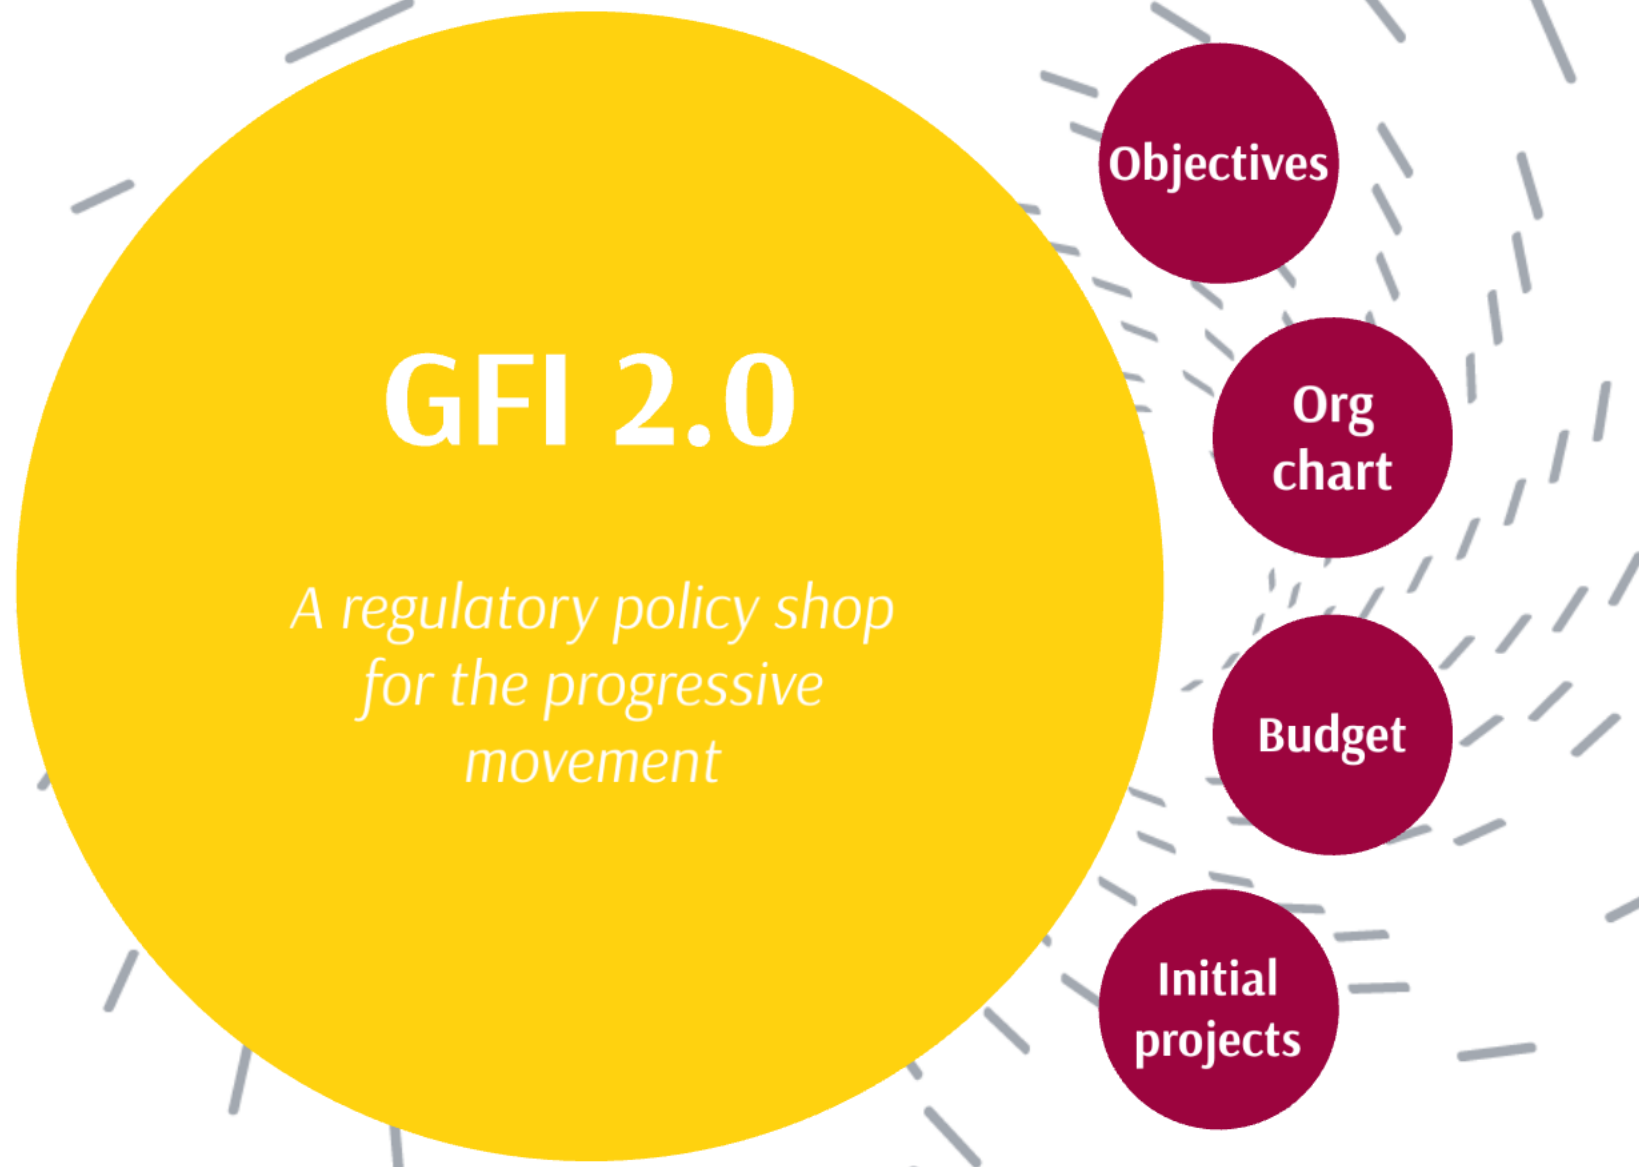 GFI 2.0
A regulatory policy shop
for the progressive
movement
Objectives
Org
chart
Budget
Initial
projects